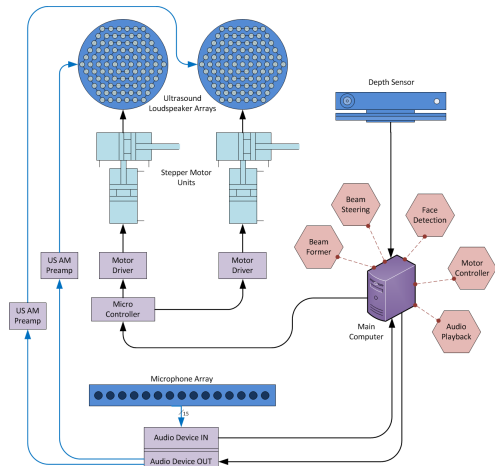 Ultrasound
Loudspeaker Arrays
Depth Sensor
Stepper Motor
Units
Beam
Steering
Face
Detection
Beam
Former
US AM
Preamp
Motor
Driver
Motor
Driver
Motor
Controller
US AM
Preamp
Micro
Controller
Main
Computer
Audio
Playback
Microphone Array
15
Audio Device IN
Audio Device OUT